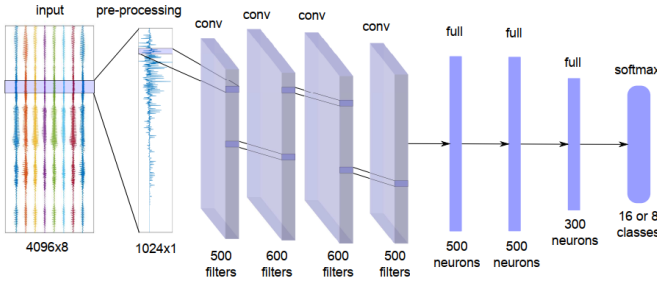 input
pre-processing
conv
conv
conv
conv
full
full
full
softmax
4096x8
1024x1
500
filters
600
filters
600
filters
500
filters
500
neurons
500
neurons
300
neurons
16 or 8
classes